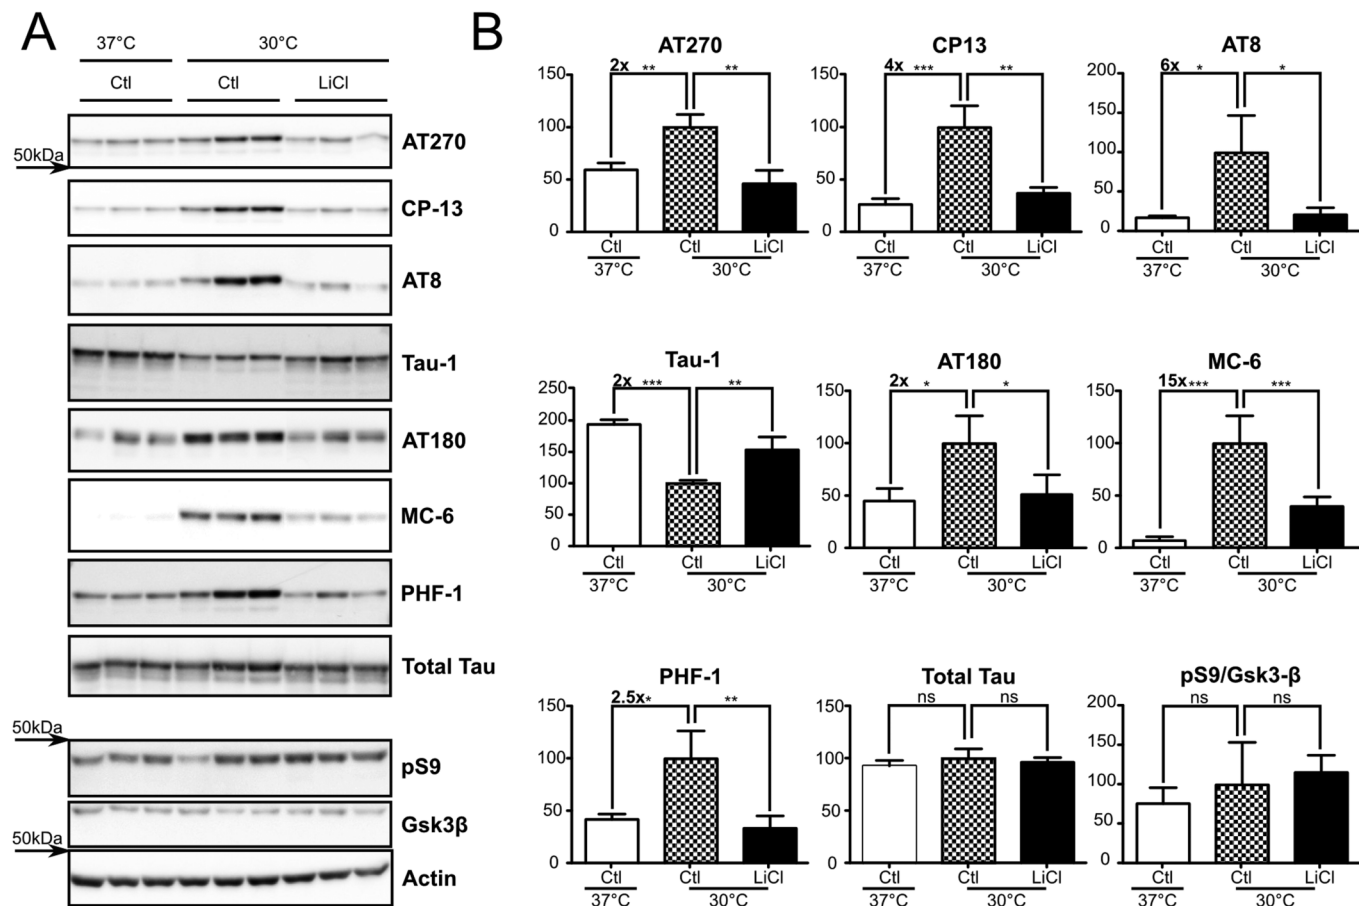 A
37°C 30°C
Ctl Ctl LiCl
AT270
50kDa
CP-13
AT8
Tau-1
AT180
MC-6
PHF-1
Total Tau
50kDa
pS9
Gsk3β
50kDa
Actin
B
AT270
2x ** **
150
100
50
0
Ctl Ctl LiCl
37°C 30°C
CP13
4x *** **
150
100
50
0
Ctl Ctl LiCl
37°C 30°C
AT8
6x * *
200
150
100
50
0
Ctl Ctl LiCl
37°C 30°C
Tau-1
2x *** **
250
200
150
100
50
0
Ctl Ctl LiCl
37°C 30°C
AT180
2x * *
150
100
50
0
Ctl Ctl LiCl
37°C 30°C
MC-6
15x *** ***
150
100
50
0
Ctl Ctl LiCl
37°C 30°C
PHF-1
2.5x * **
150
100
50
0
Ctl Ctl LiCl
37°C 30°C
Total Tau
ns ns
150
100
50
0
Ctl Ctl LiCl
37°C 30°C
pS9/Gsk3-β
ns ns
200
150
100
50
0
Ctl Ctl LiCl
37°C 30°C